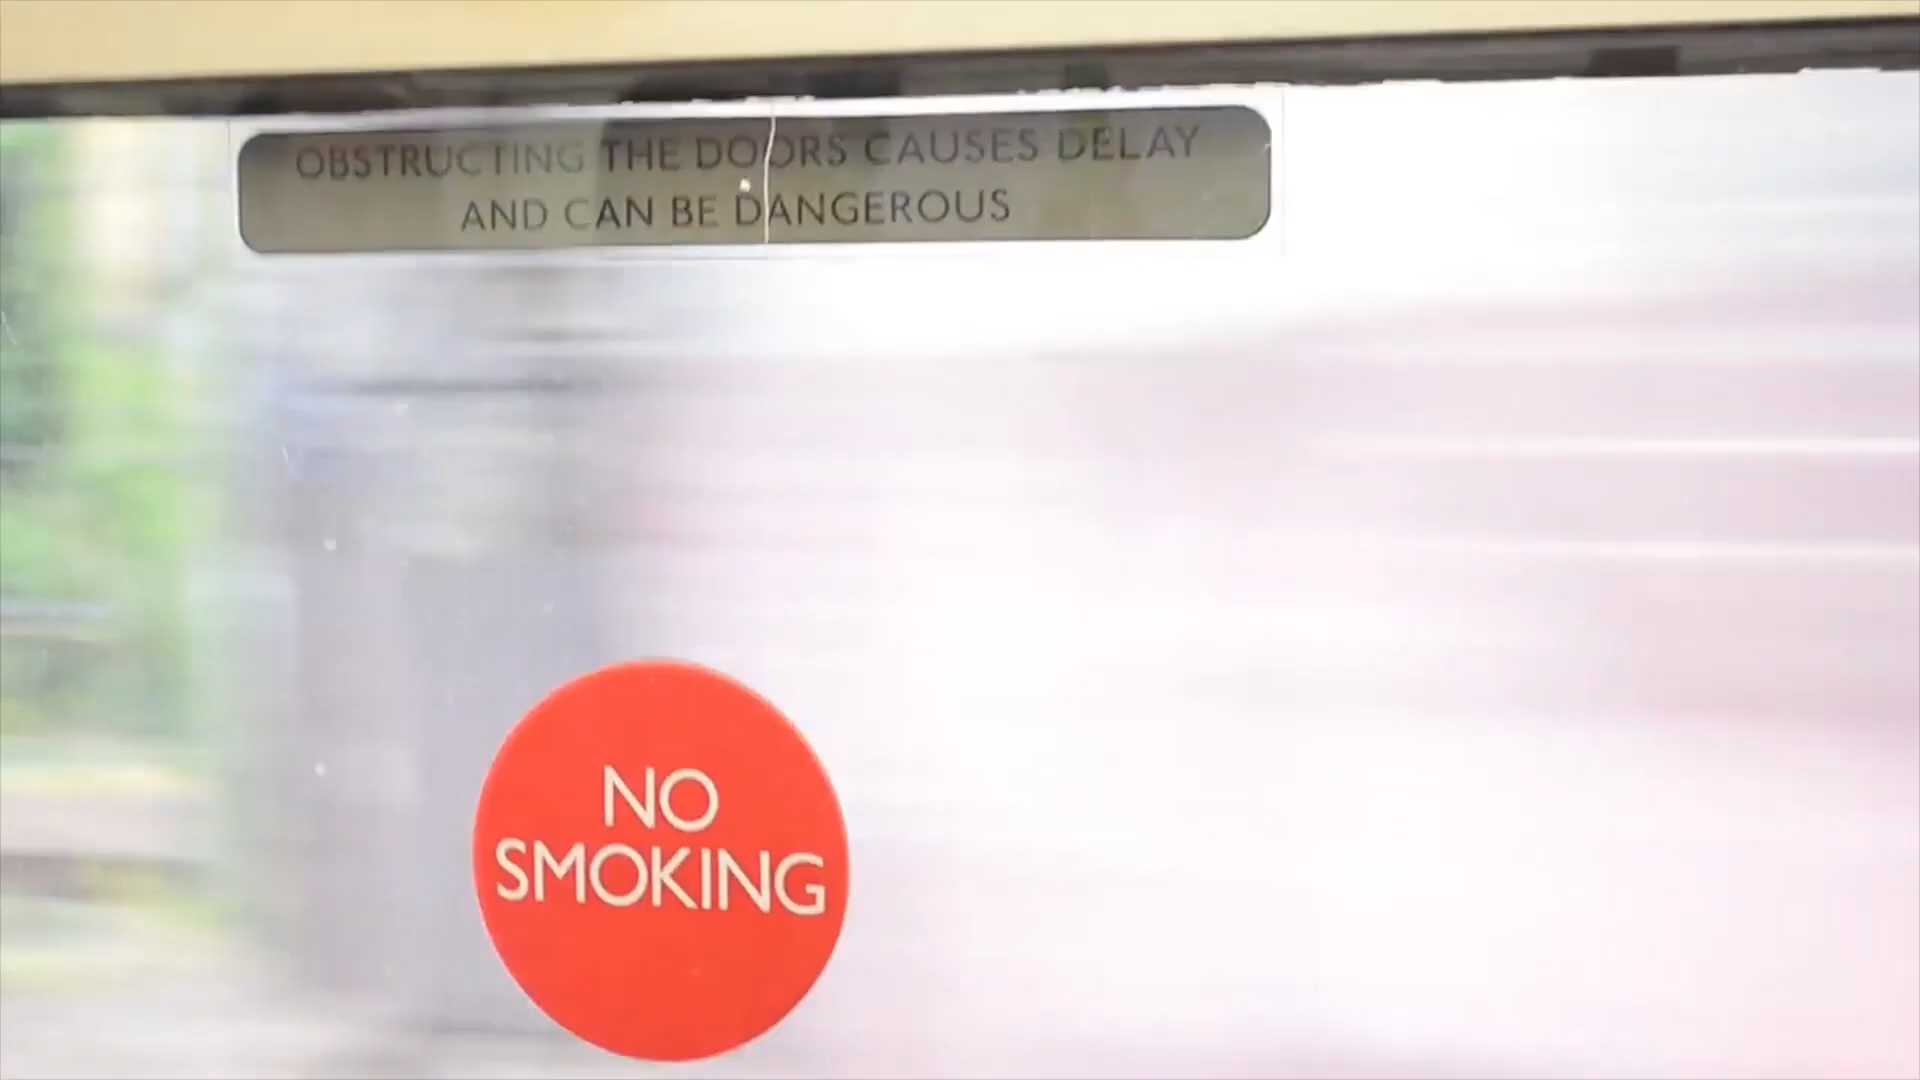 OBSTRUCTING THE DOORS CAUSES DELAY
AND CAN BE DANGEROUS
NO
SMOKING